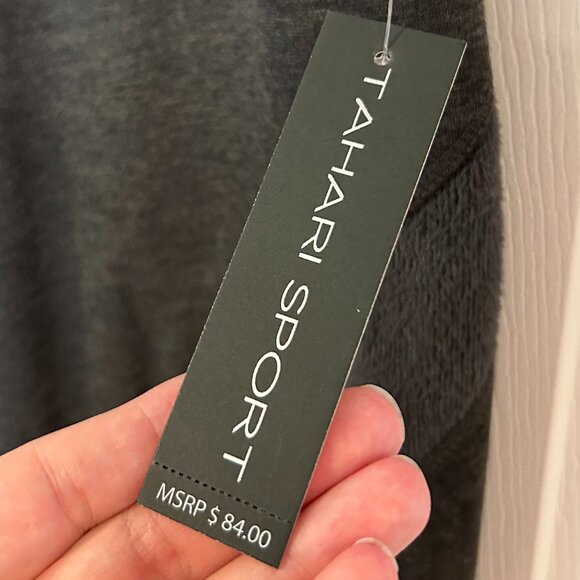 TAHARI SPORT
MSRP $ 84.00